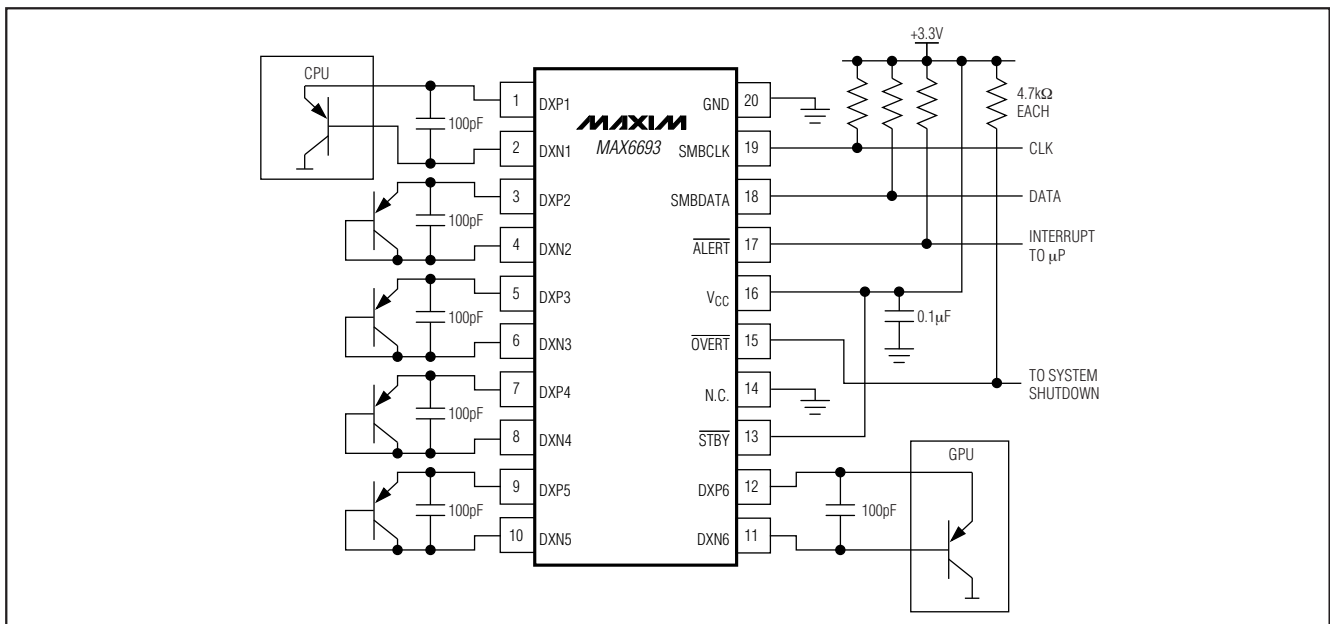 CPU
100pF
1 DXP1
2 DXN1
3 DXP2
100pF
4 DXN2
5 DXP3
100pF
6 DXN3
7 DXP4
100pF
8 DXN4
9 DXP5
100pF
10 DXN5
MAXIM
MAX6693
GND 20
SMBCLK 19
SMBDATA 18
ALERT 17
VCC 16
OVERT 15
N.C. 14
STBY 13
DXP6 12
DXN6 11
+3.3V
4.7kΩ
EACH
CLK
DATA
INTERRUPT
TO µP
0.1µF
TO SYSTEM
SHUTDOWN
100pF
GPU